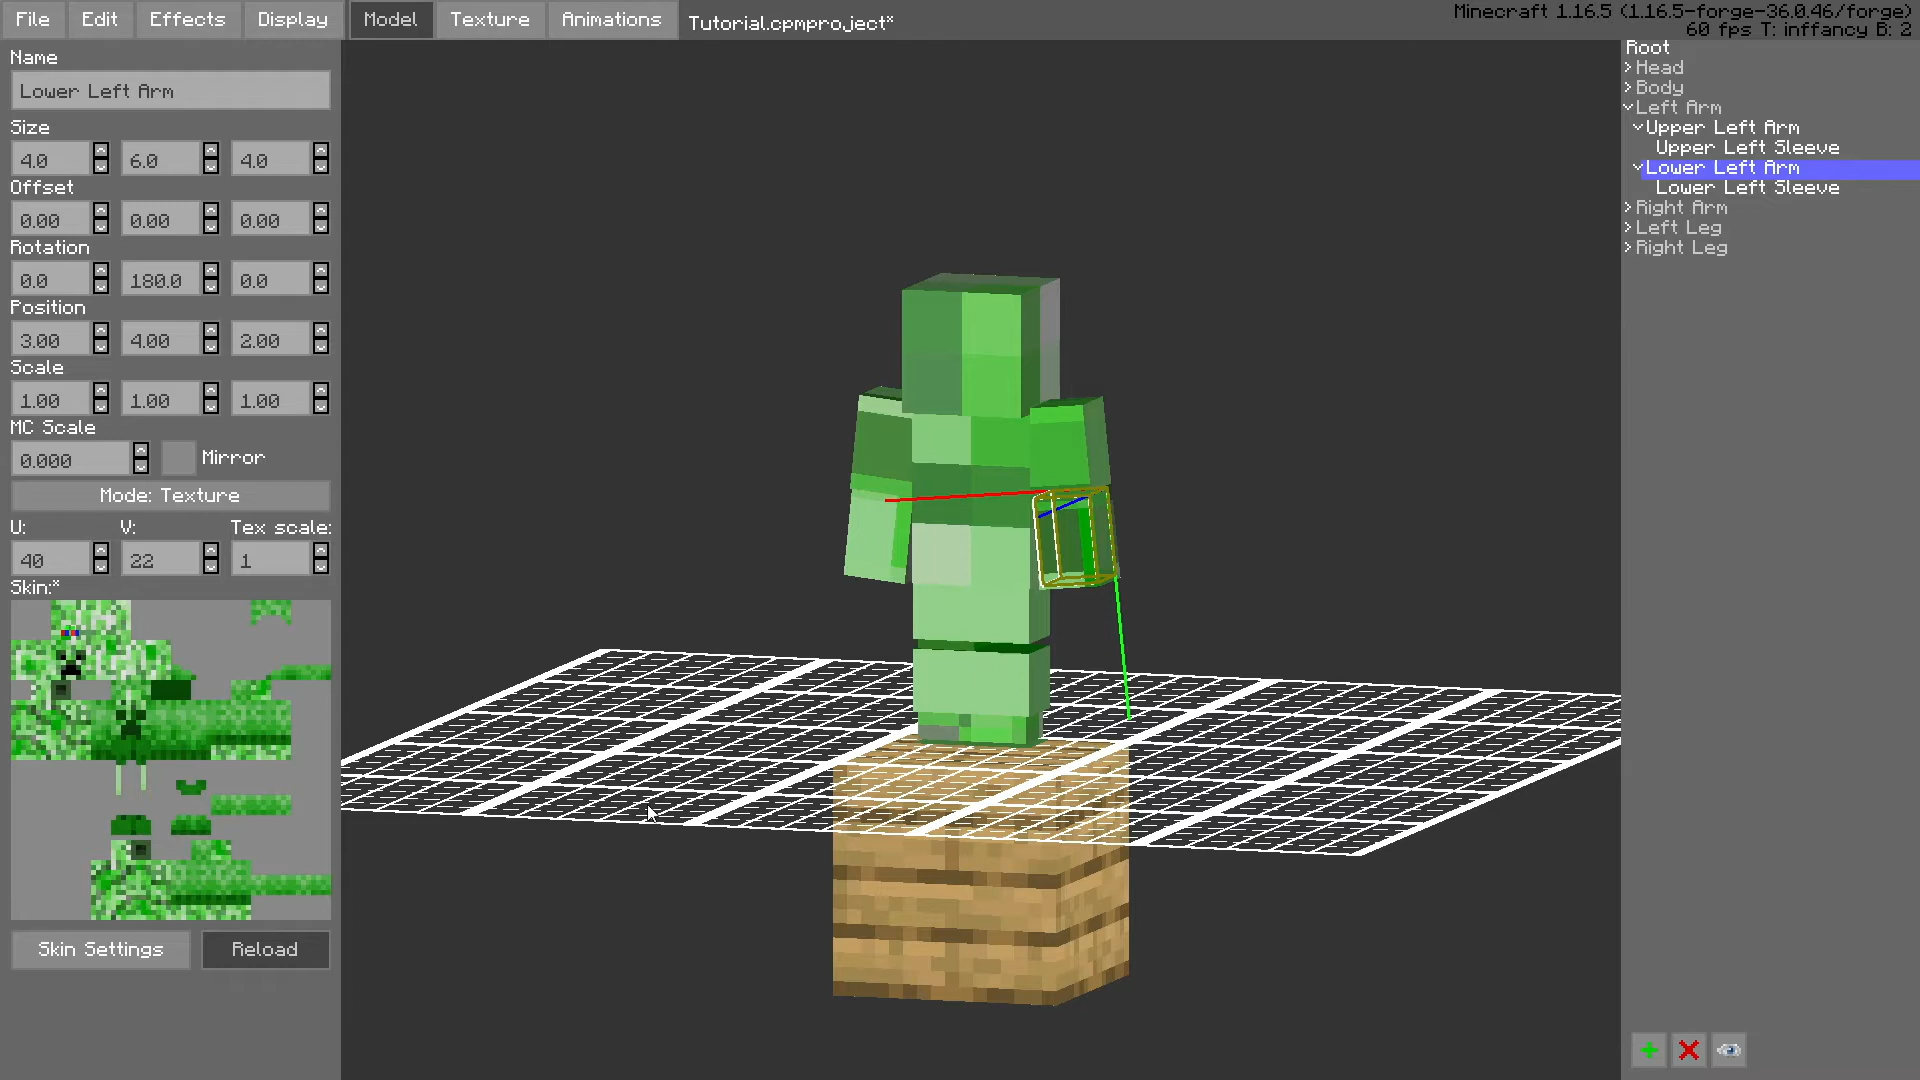 File Edit Effects Display Model Texture Animations Tutorial.cpmproject*
Minecraft 1.16.5 (1.16.5-forge-36.0.46/forge)
60 fps T: inffancy B: 2
Name
Lower Left Arm
Size
4.0 6.0 4.0
Offset
0.00 0.00 0.00
Rotation
0.0 180.0 0.0
Position
3.00 4.00 2.00
Scale
1.00 1.00 1.00
MC Scale
0.000 Mirror
Mode: Texture
U: V: Tex scale:
40 22 1
Skin:*
Skin Settings Reload
Root
Head
Body
Left Arm
Upper Left Arm
Upper Left Sleeve
Lower Left Arm
Lower Left Sleeve
Right Arm
Left Leg
Right Leg